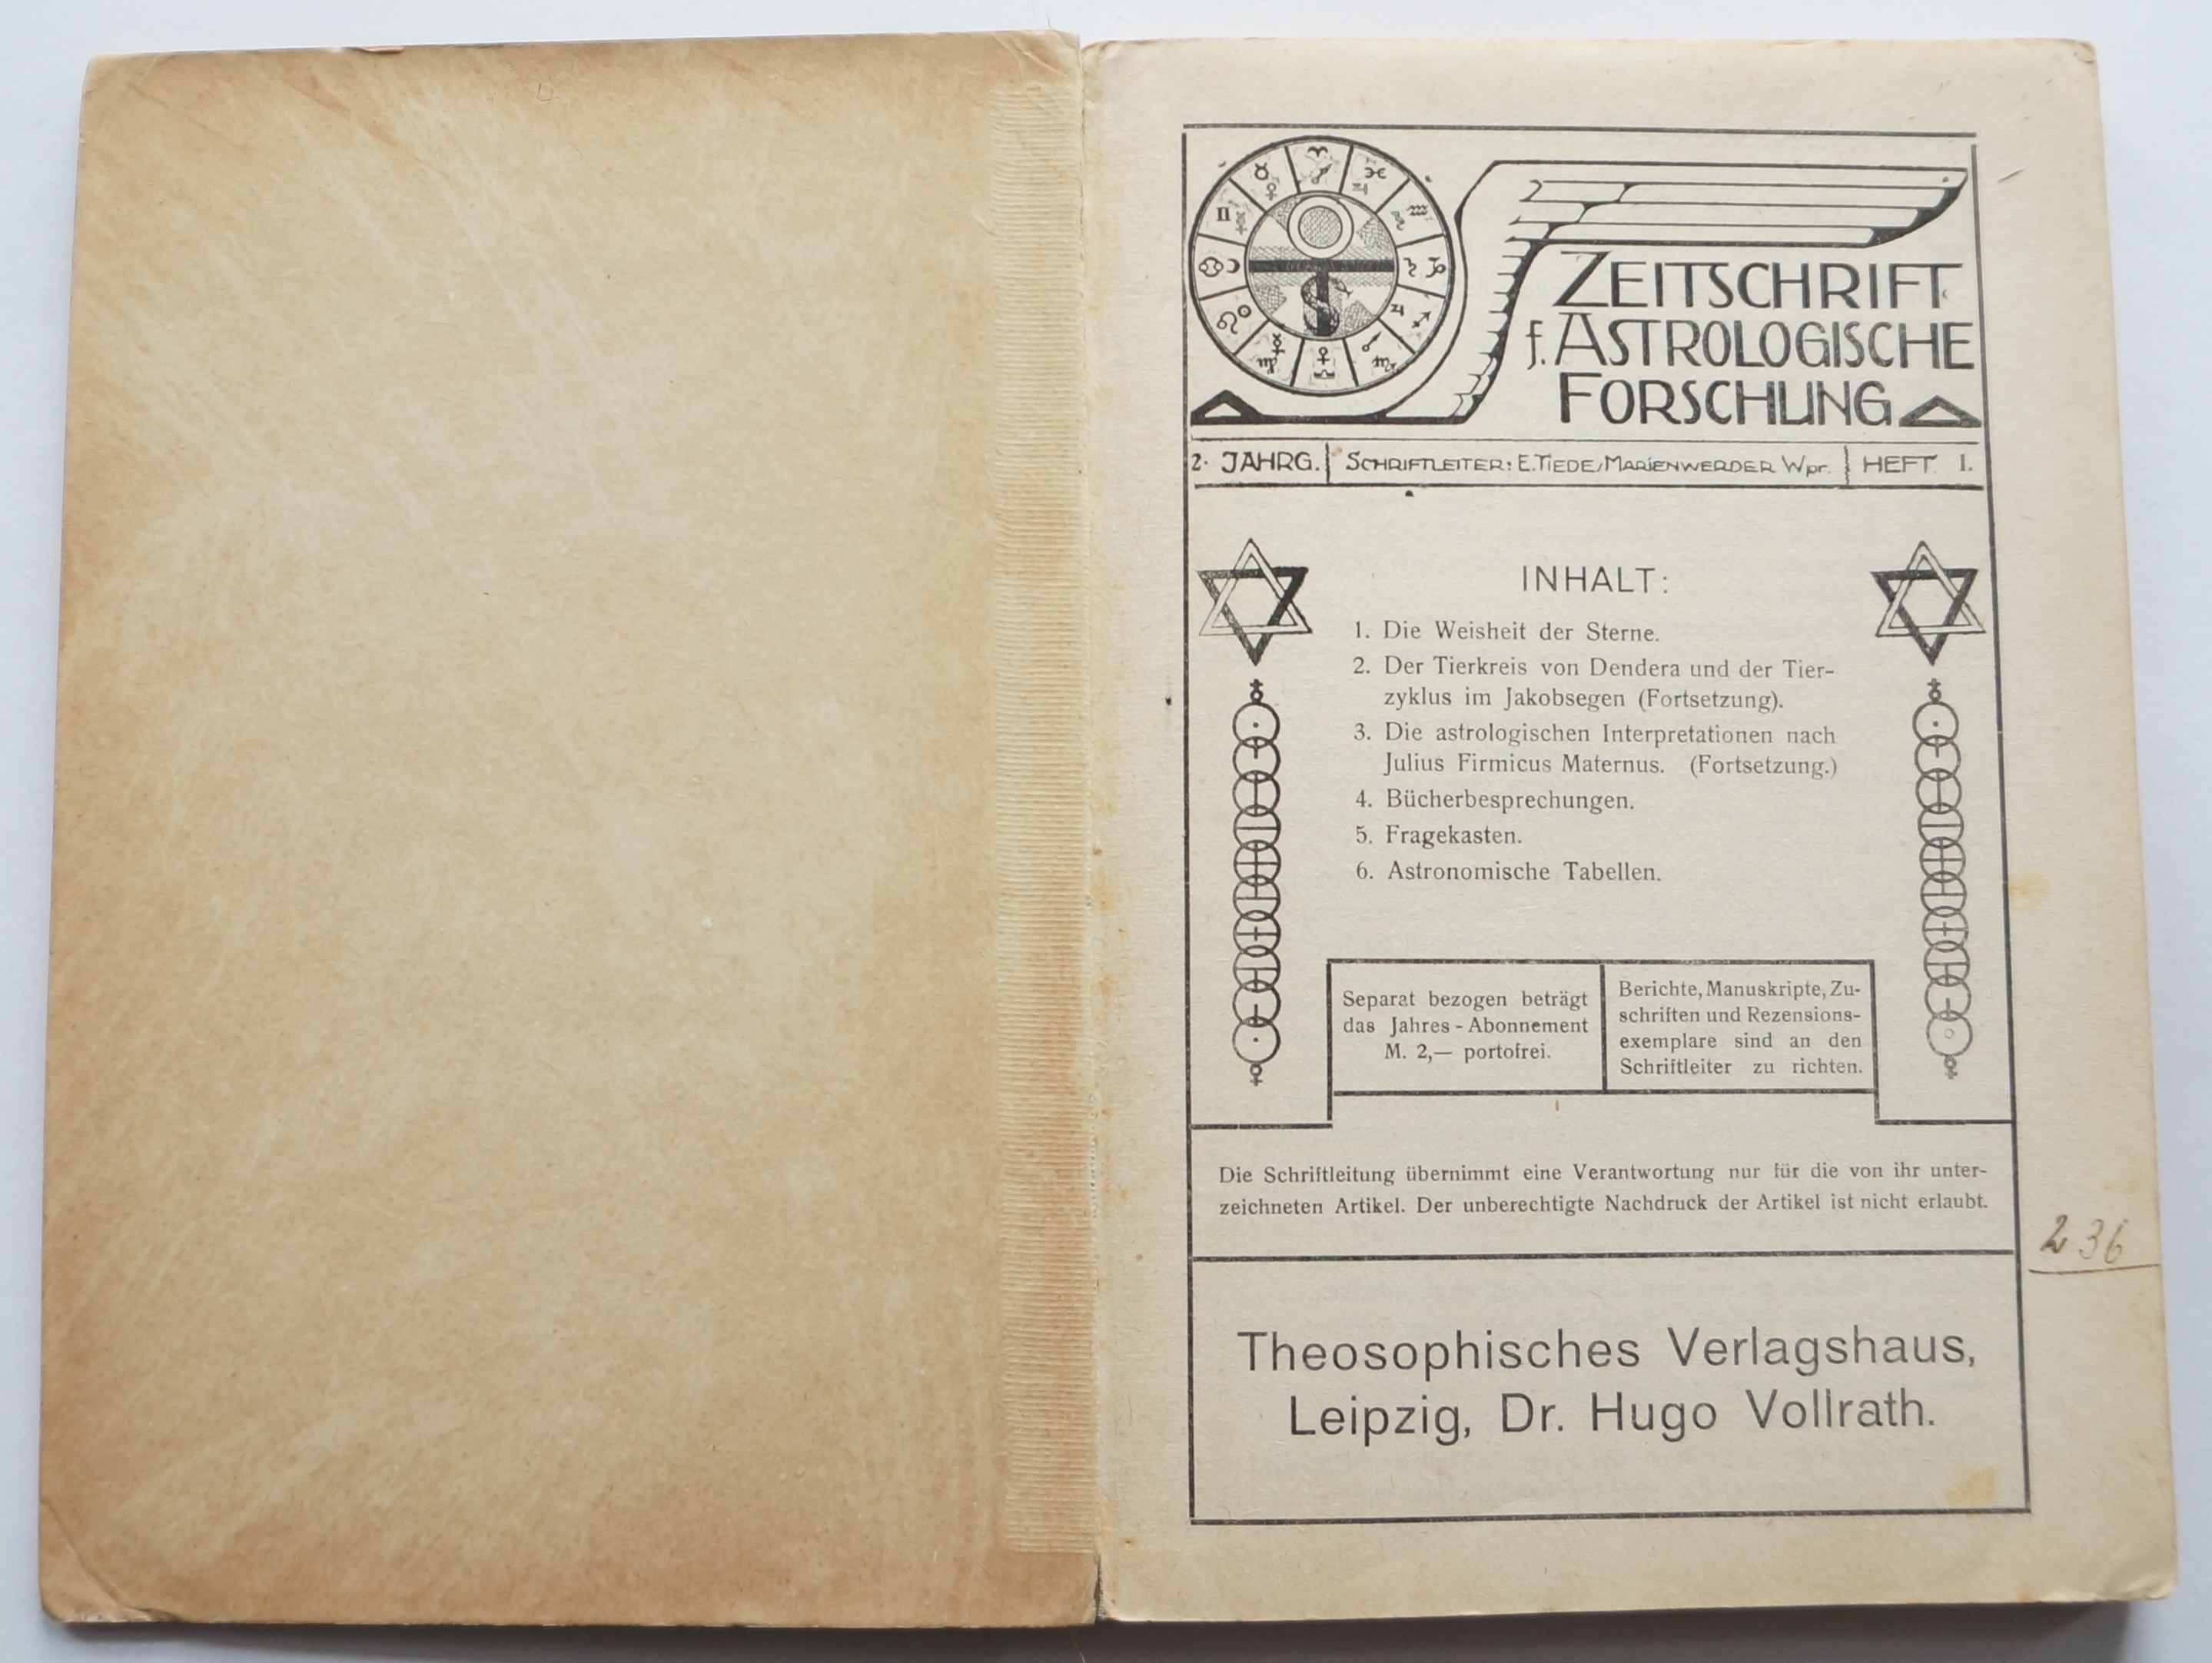 ZEITSCHRIFT
f. ASTROLOGISCHE
FORSCHUNG
2. JAHRG. SCHRIFTLEITER: E. TIEDE, MARIENWERDER Wpr. HEFT 1.
INHALT:
1. Die Weisheit der Sterne.
2. Der Tierkreis von Dendera und der Tier-
zyklus im Jakobsegen (Fortsetzung).
3. Die astrologischen Interpretationen nach
Julius Firmicus Maternus. (Fortsetzung.)
4. Bücherbesprechungen.
5. Fragekasten.
6. Astronomische Tabellen.
Separat bezogen beträgt
das Jahres-Abonnement
M. 2,— portofrei.
Berichte, Manuskripte, Zu-
schriften und Rezensions-
exemplare sind an den
Schriftleiter zu richten.
Die Schriftleitung übernimmt eine Verantwortung nur für die von ihr unter-
zeichneten Artikel. Der unberechtigte Nachdruck der Artikel ist nicht erlaubt.
236
Theosophisches Verlagshaus,
Leipzig, Dr. Hugo Vollrath.